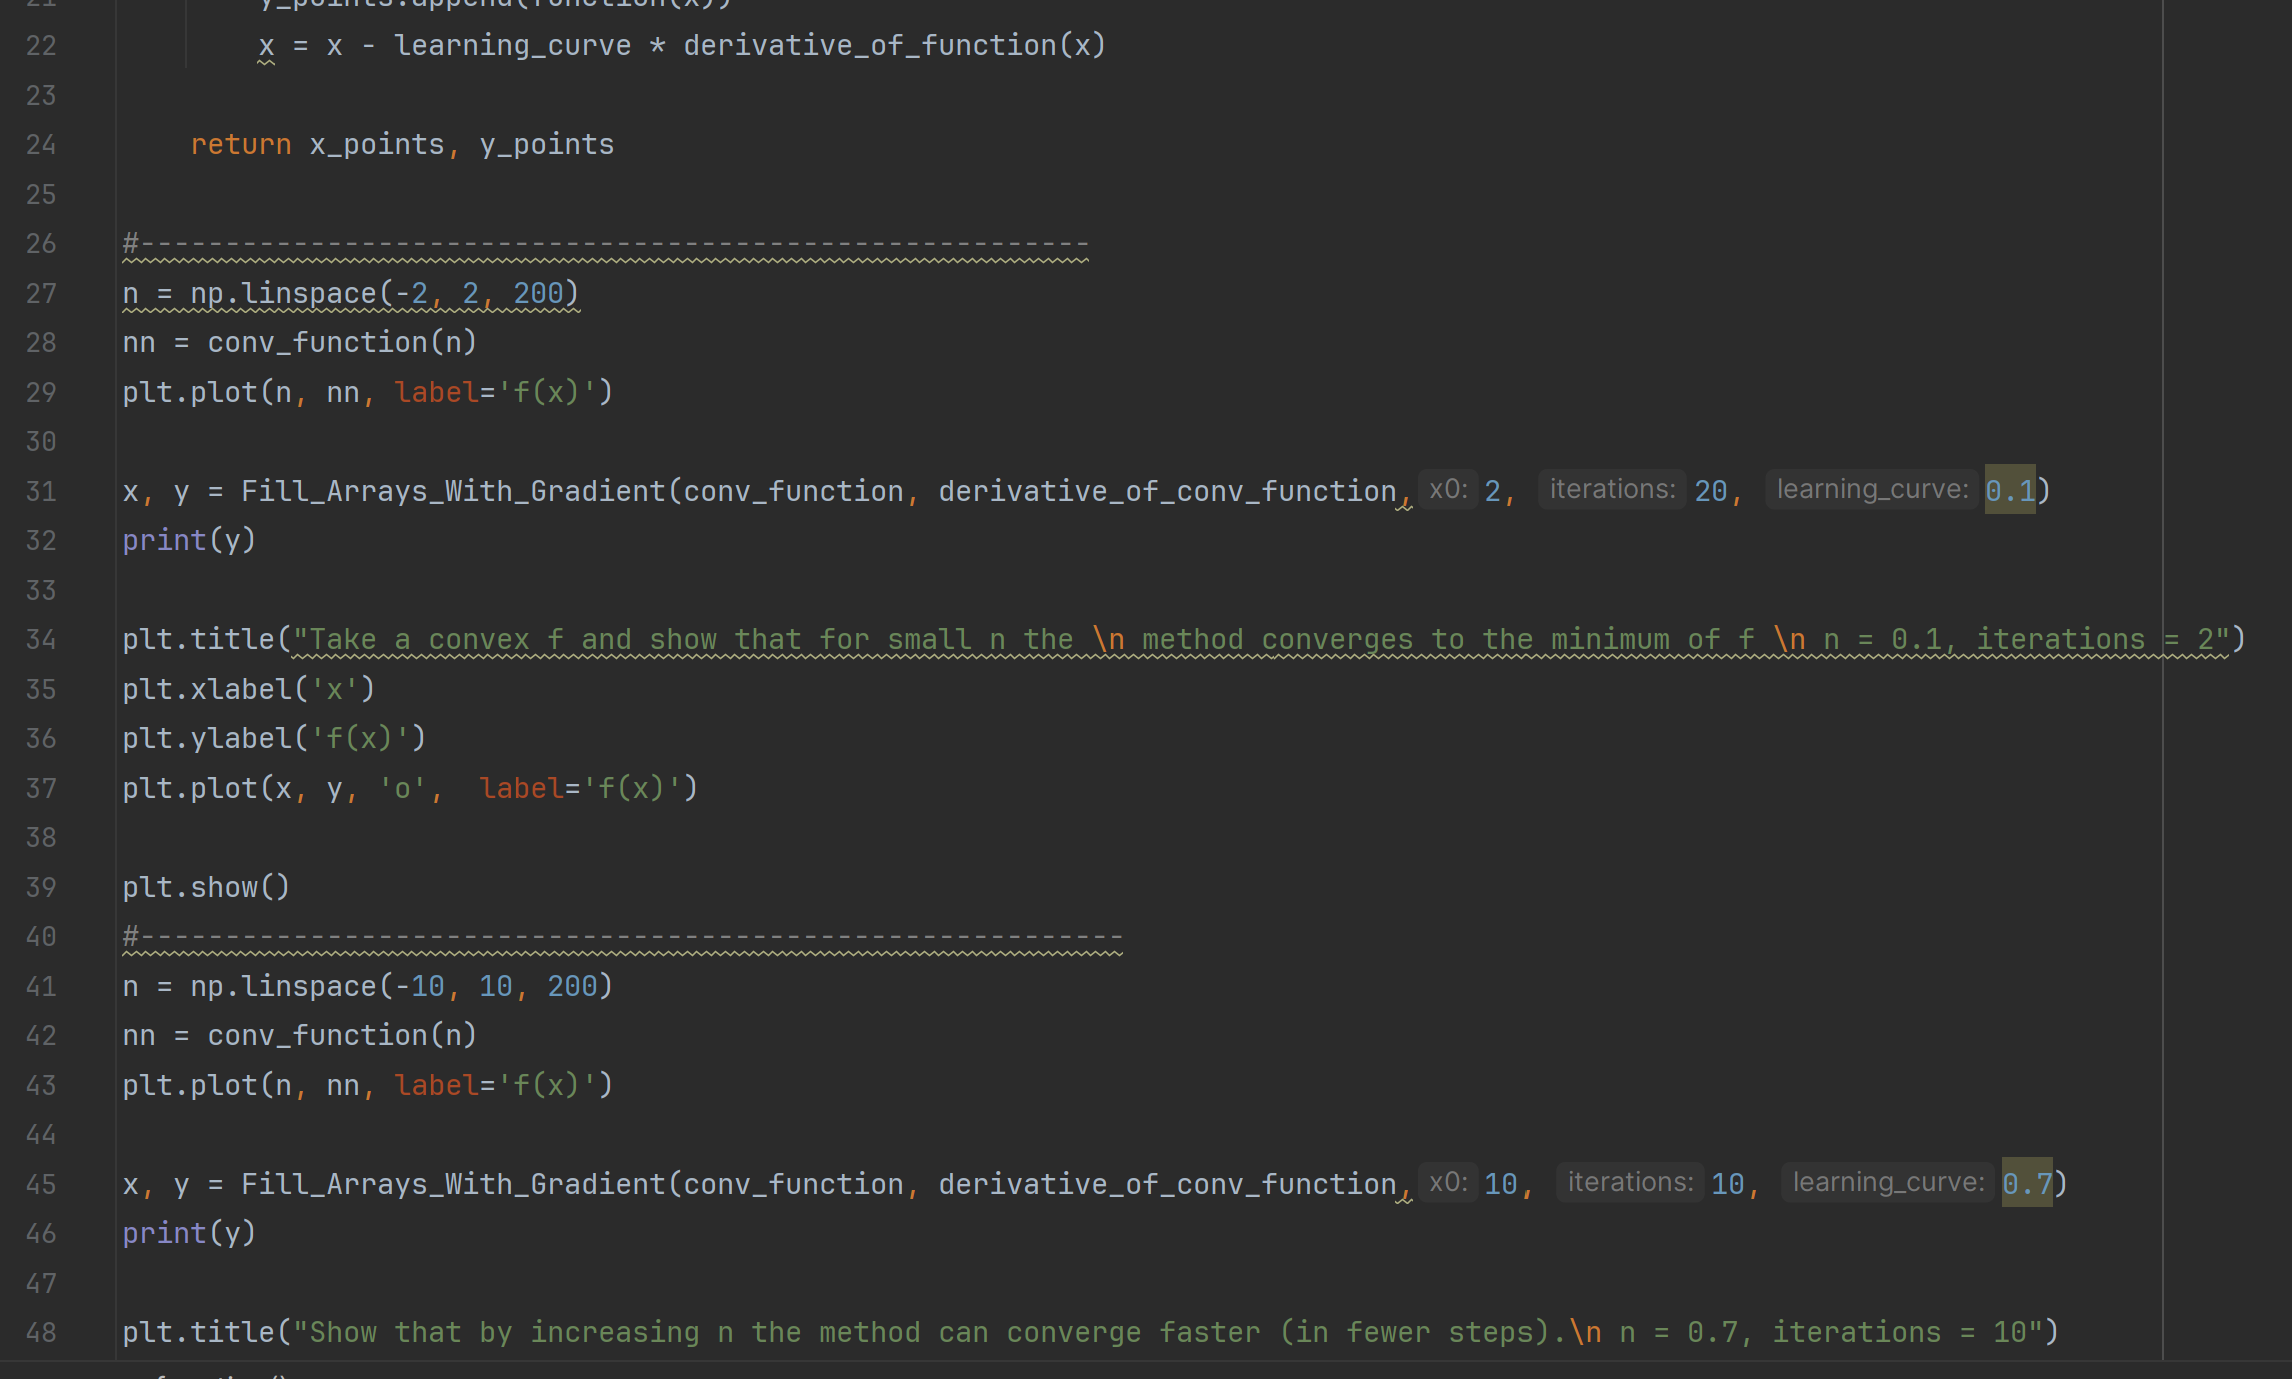 21 y_points.append(function(x))
22 x = x - learning_curve * derivative_of_function(x)
23
24 return x_points, y_points
25
26 #--------------------------------------------------------
27 n = np.linspace(-2, 2, 200)
28 nn = conv_function(n)
29 plt.plot(n, nn, label='f(x)')
30
31 x, y = Fill_Arrays_With_Gradient(conv_function, derivative_of_conv_function, x0: 2, iterations: 20, learning_curve: 0.1)
32 print(y)
33
34 plt.title("Take a convex f and show that for small n the \n method converges to the minimum of f \n n = 0.1, iterations = 2")
35 plt.xlabel('x')
36 plt.ylabel('f(x)')
37 plt.plot(x, y, 'o',  label='f(x)')
38
39 plt.show()
40 #----------------------------------------------------------
41 n = np.linspace(-10, 10, 200)
42 nn = conv_function(n)
43 plt.plot(n, nn, label='f(x)')
44
45 x, y = Fill_Arrays_With_Gradient(conv_function, derivative_of_conv_function, x0: 10, iterations: 10, learning_curve: 0.7)
46 print(y)
47
48 plt.title("Show that by increasing n the method can converge faster (in fewer steps).\n n = 0.7, iterations = 10")